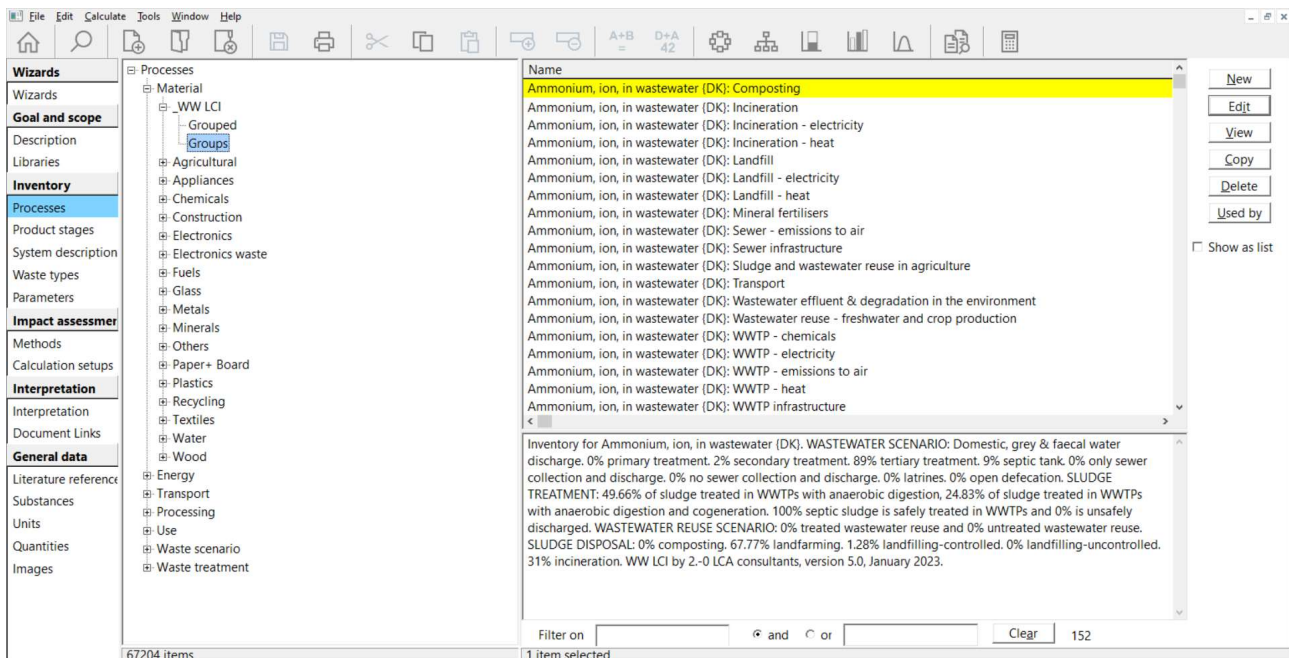 File Edit Calculate Tools Window Help
A+B
=
D+A
42
Wizards
Wizards
Goal and scope
Description
Libraries
Inventory
Processes
Product stages
System description
Waste types
Parameters
Impact assessmer
Methods
Calculation setups
Interpretation
Interpretation
Document Links
General data
Literature reference
Substances
Units
Quantities
Images
Processes
Material
_WW LCI
Grouped
Groups
Agricultural
Appliances
Chemicals
Construction
Electronics
Electronics waste
Fuels
Glass
Metals
Minerals
Others
Paper+ Board
Plastics
Recycling
Textiles
Water
Wood
Energy
Transport
Processing
Use
Waste scenario
Waste treatment
67204 items
Name
Ammonium, ion, in wastewater {DK}: Composting
Ammonium, ion, in wastewater {DK}: Incineration
Ammonium, ion, in wastewater {DK}: Incineration - electricity
Ammonium, ion, in wastewater {DK}: Incineration - heat
Ammonium, ion, in wastewater {DK}: Landfill
Ammonium, ion, in wastewater {DK}: Landfill - electricity
Ammonium, ion, in wastewater {DK}: Landfill - heat
Ammonium, ion, in wastewater {DK}: Mineral fertilisers
Ammonium, ion, in wastewater {DK}: Sewer - emissions to air
Ammonium, ion, in wastewater {DK}: Sewer infrastructure
Ammonium, ion, in wastewater {DK}: Sludge and wastewater reuse in agriculture
Ammonium, ion, in wastewater {DK}: Transport
Ammonium, ion, in wastewater {DK}: Wastewater effluent & degradation in the environment
Ammonium, ion, in wastewater {DK}: Wastewater reuse - freshwater and crop production
Ammonium, ion, in wastewater {DK}: WWTP - chemicals
Ammonium, ion, in wastewater {DK}: WWTP - electricity
Ammonium, ion, in wastewater {DK}: WWTP - emissions to air
Ammonium, ion, in wastewater {DK}: WWTP - heat
Ammonium, ion, in wastewater {DK}: WWTP infrastructure
Inventory for Ammonium, ion, in wastewater {DK}. WASTEWATER SCENARIO: Domestic, grey & faecal water
discharge. 0% primary treatment. 2% secondary treatment. 89% tertiary treatment. 9% septic tank. 0% only sewer
collection and discharge. 0% no sewer collection and discharge. 0% latrines. 0% open defecation. SLUDGE
TREATMENT: 49.66% of sludge treated in WWTPs with anaerobic digestion, 24.83% of sludge treated in WWTPs
with anaerobic digestion and cogeneration. 100% septic sludge is safely treated in WWTPs and 0% is unsafely
discharged. WASTEWATER REUSE SCENARIO: 0% treated wastewater reuse and 0% untreated wastewater reuse.
SLUDGE DISPOSAL: 0% composting. 67.77% landfarming. 1.28% landfilling-controlled. 0% landfilling-uncontrolled.
31% incineration. WW LCI by 2.-0 LCA consultants, version 5.0, January 2023.
Filter on and or Clear 152
1 item selected
New
Edit
View
Copy
Delete
Used by
Show as list